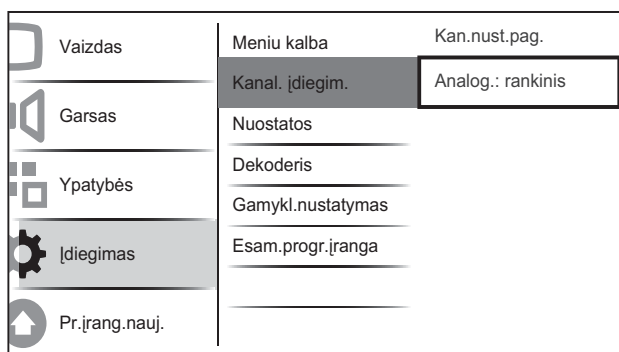 Vaizdas
Garsas
Ypatybės
Įdiegimas
Pr.įrang.nauj.
Meniu kalba
Kanal. įdiegim.
Nuostatos
Dekoderis
Gamykl.nustatymas
Esam.progr.įranga
Kan.nust.pag.
Analog.: rankinis